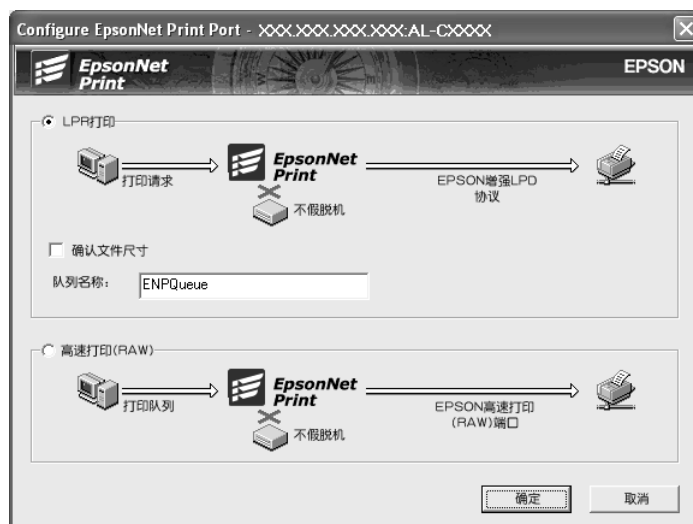 Configure EpsonNet Print Port - XXX.XXX.XXX.XXX:AL-CXXXX
EpsonNet
Print
EPSON
LPR打印
打印请求
EpsonNet
Print
不假脱机
EPSON增强LPD
协议
确认文件尺寸
队列名称：
ENPQueue
高速打印(RAW)
打印队列
EpsonNet
Print
不假脱机
EPSON高速打印
(RAW)端口
确定
取消